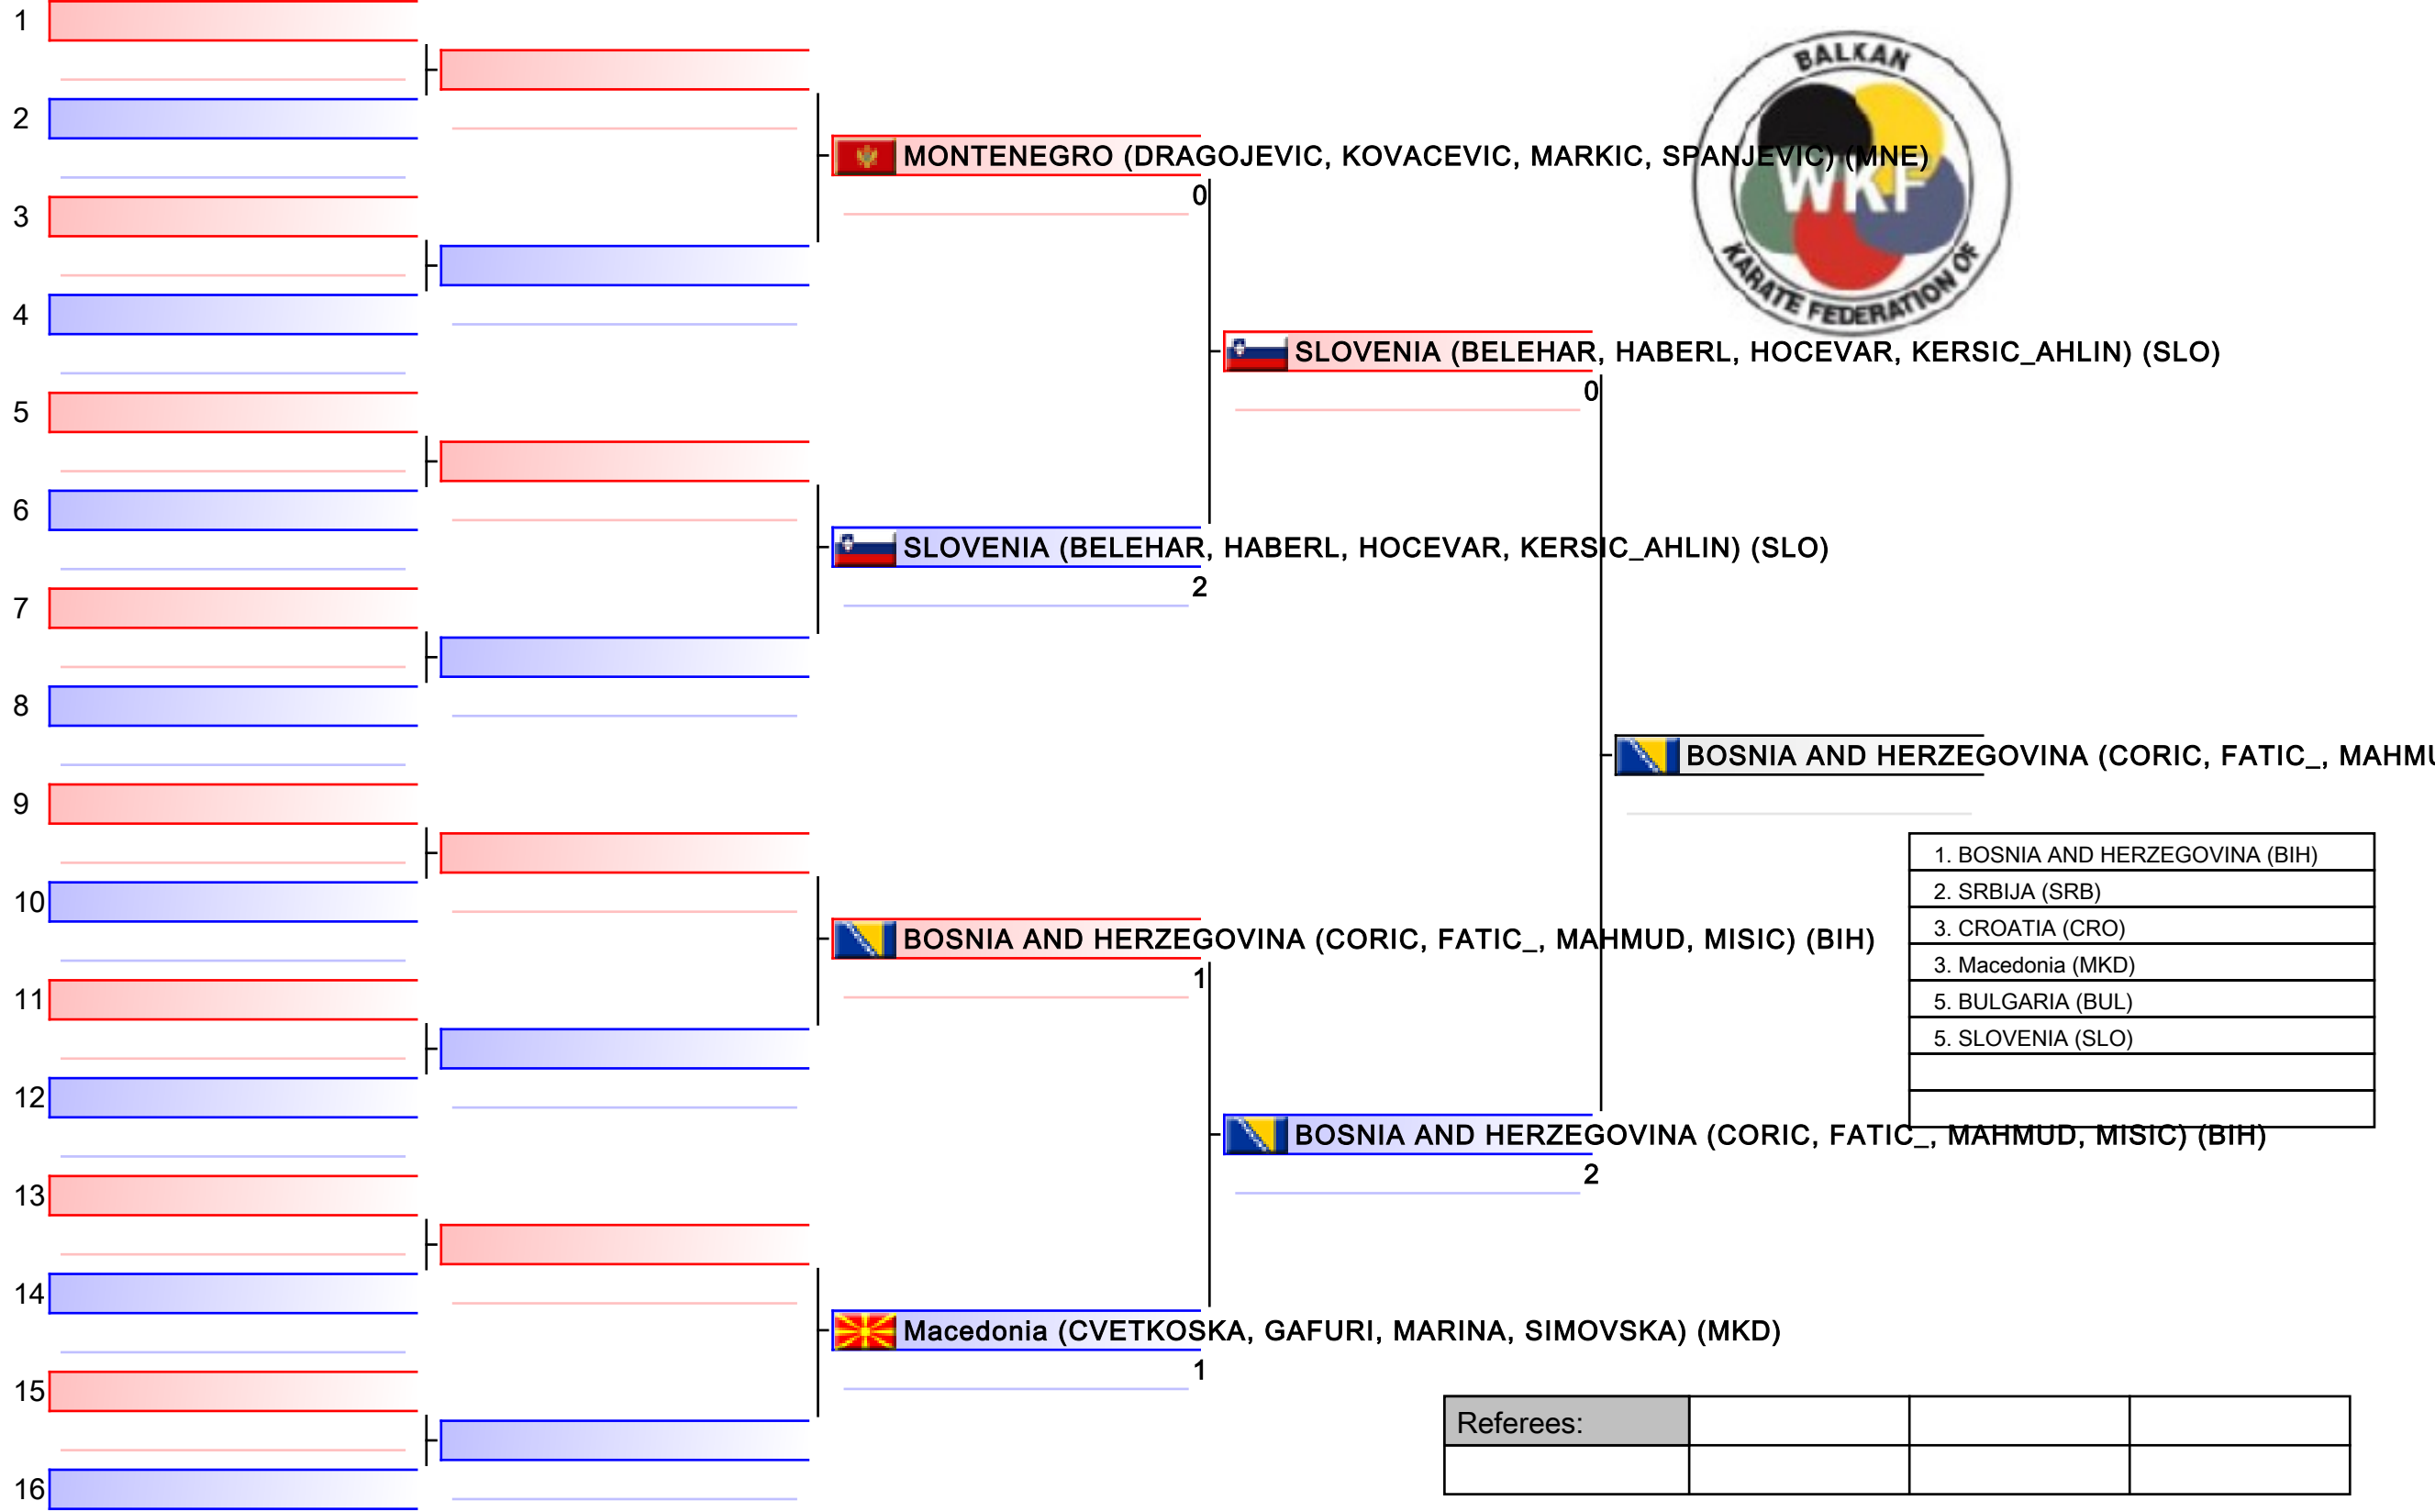 1
2
BALKAN
MONTENEGRO (DRAGOJEVIC, KOVACEVIC, MARKIC, SPANJEVIC) (MNE)
WKF
0
3
KARATE FEDERATION OF
4
SLOVENIA (BELEHAR, HABERL, HOCEVAR, KERSIC_AHLIN) (SLO)
0
5
6
SLOVENIA (BELEHAR, HABERL, HOCEVAR, KERSIC_AHLIN) (SLO)
2
7
8
BOSNIA AND HERZEGOVINA (CORIC, FATIC_, MAHMU
9
1. BOSNIA AND HERZEGOVINA (BIH)
2. SRBIJA (SRB)
10
3. CROATIA (CRO)
BOSNIA AND HERZEGOVINA (CORIC, FATIC_, MAHMUD, MISIC) (BIH)
3. Macedonia (MKD)
1
11
5. BULGARIA (BUL)
5. SLOVENIA (SLO)
12
BOSNIA AND HERZEGOVINA (CORIC, FATIC_, MAHMUD, MISIC) (BIH)
2
13
14
Macedonia (CVETKOSKA, GAFURI, MARINA, SIMOVSKA) (MKD)
1
15
Referees:
16